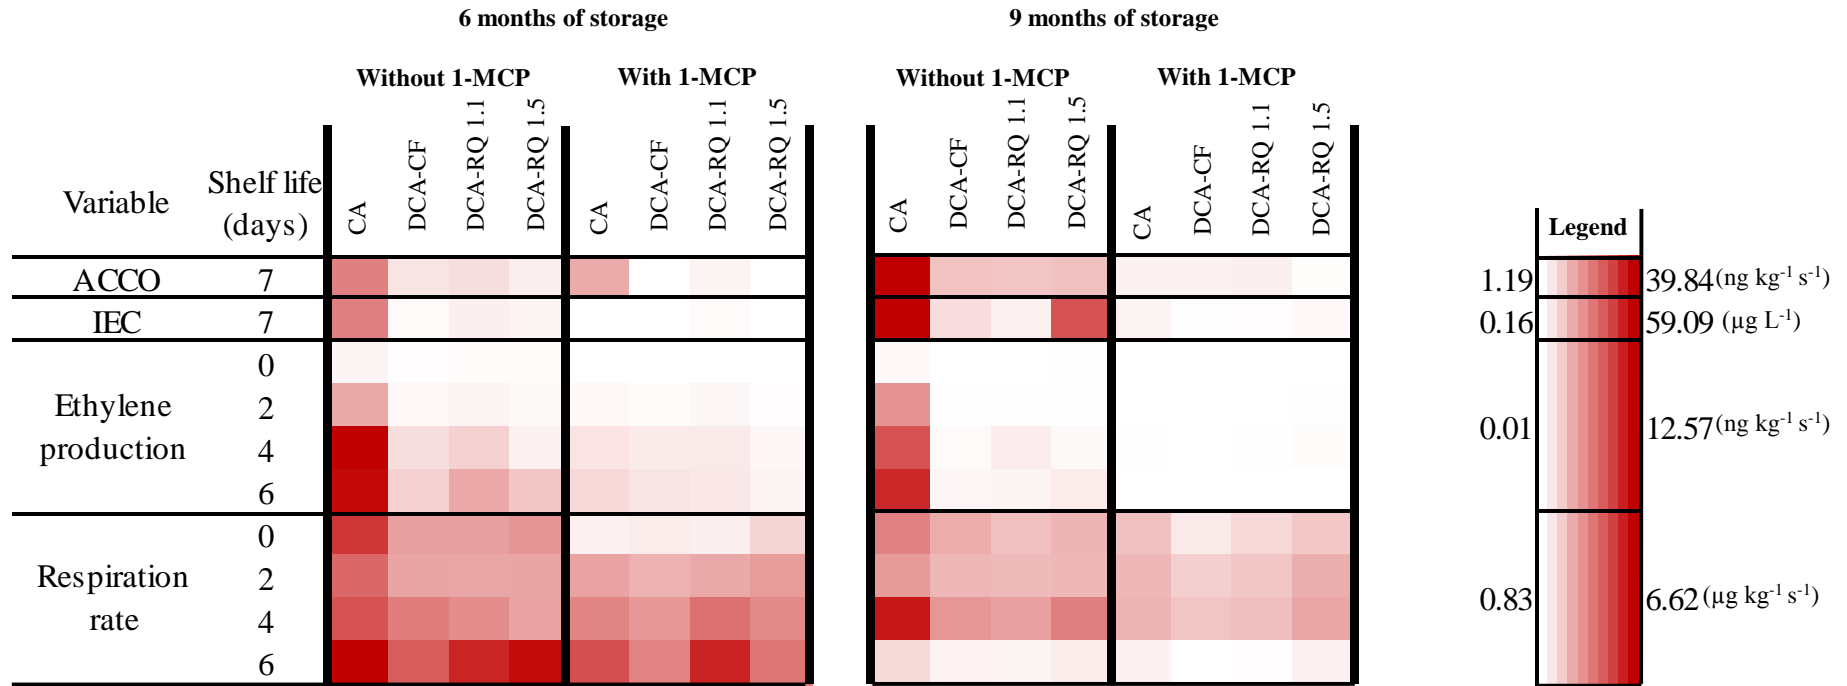 6 months of storage
9 months of storage
Without 1-MCP
With 1-MCP
Without 1-MCP
With 1-MCP
Variable
Shelf life
(days)
CA
DCA-CF
DCA-RQ 1.1
DCA-RQ 1.5
CA
DCA-CF
DCA-RQ 1.1
DCA-RQ 1.5
CA
DCA-CF
DCA-RQ 1.1
DCA-RQ 1.5
CA
DCA-CF
DCA-RQ 1.1
DCA-RQ 1.5
Legend
ACCO 7
1.19 39.84 (ng kg⁻¹ s⁻¹)
IEC 7
0.16 59.09 (µg L⁻¹)
Ethylene
production
0
2
4
6
0.01 12.57 (ng kg⁻¹ s⁻¹)
Respiration
rate
0
2
4
6
0.83 6.62 (µg kg⁻¹ s⁻¹)